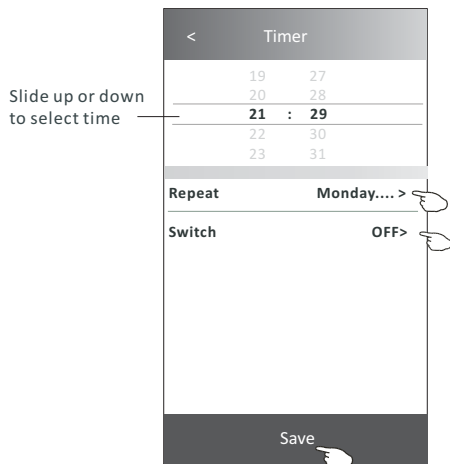 < Timer
19 27
20 28
21 : 29
22 30
23 31
Slide up or down
to select time
Repeat Monday.... >
Switch OFF>
Save